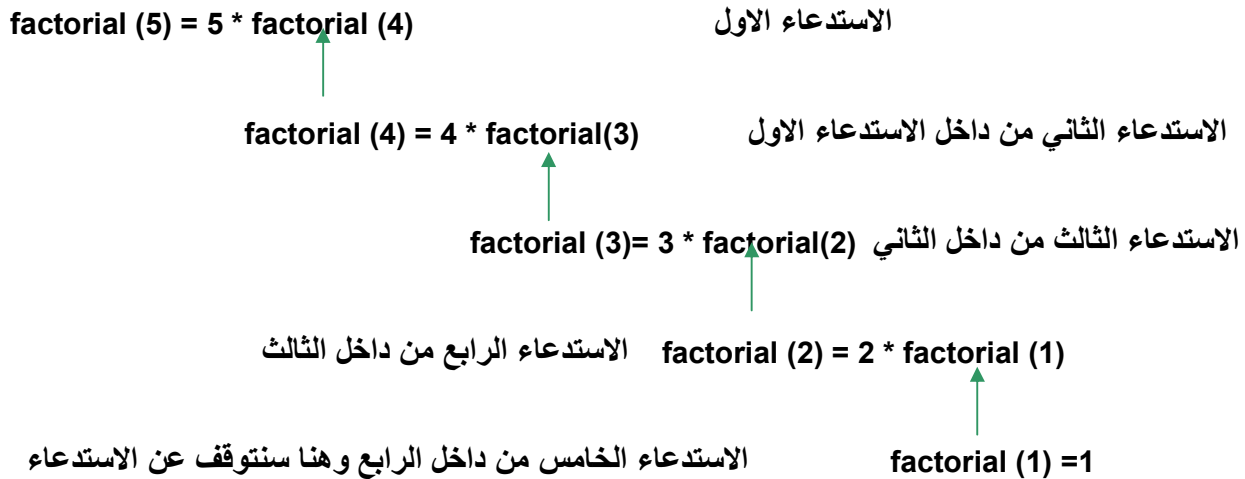 factorial (5) = 5 * factorial (4) الاستدعاء الاول
factorial (4) = 4 * factorial(3) الاستدعاء الثاني من داخل الاستدعاء الاول
factorial (3)= 3 * factorial(2) الاستدعاء الثالث من داخل الثاني
الاستدعاء الرابع من داخل الثالث factorial (2) = 2 * factorial (1)
الاستدعاء الخامس من داخل الرابع وهنا سنتوقف عن الاستدعاء factorial (1) =1